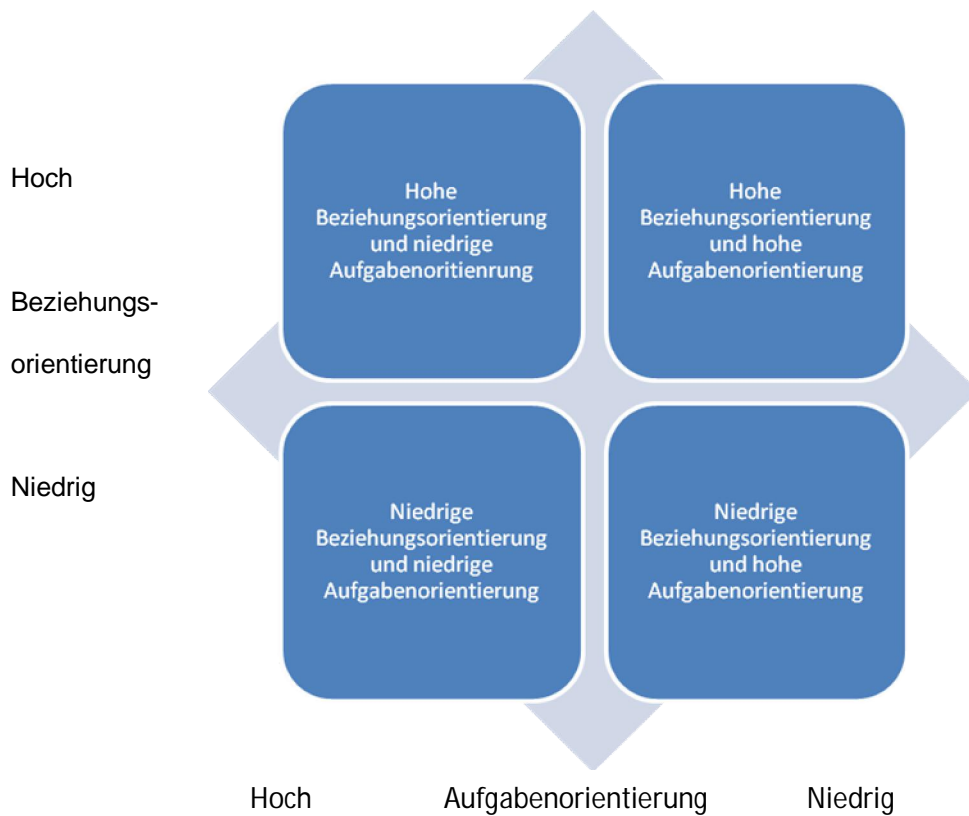 Hoch
Beziehungs-
orientierung
Niedrig
Hohe
Beziehungsorientierung
und niedrige
Aufgabenoritienrung
Hohe
Beziehungsorientierung
und hohe
Aufgabenorientierung
Niedrige
Beziehungsorientierung
und niedrige
Aufgabenorientierung
Niedrige
Beziehungsorientierung
und hohe
Aufgabenorientierung
Hoch Aufgabenorientierung Niedrig